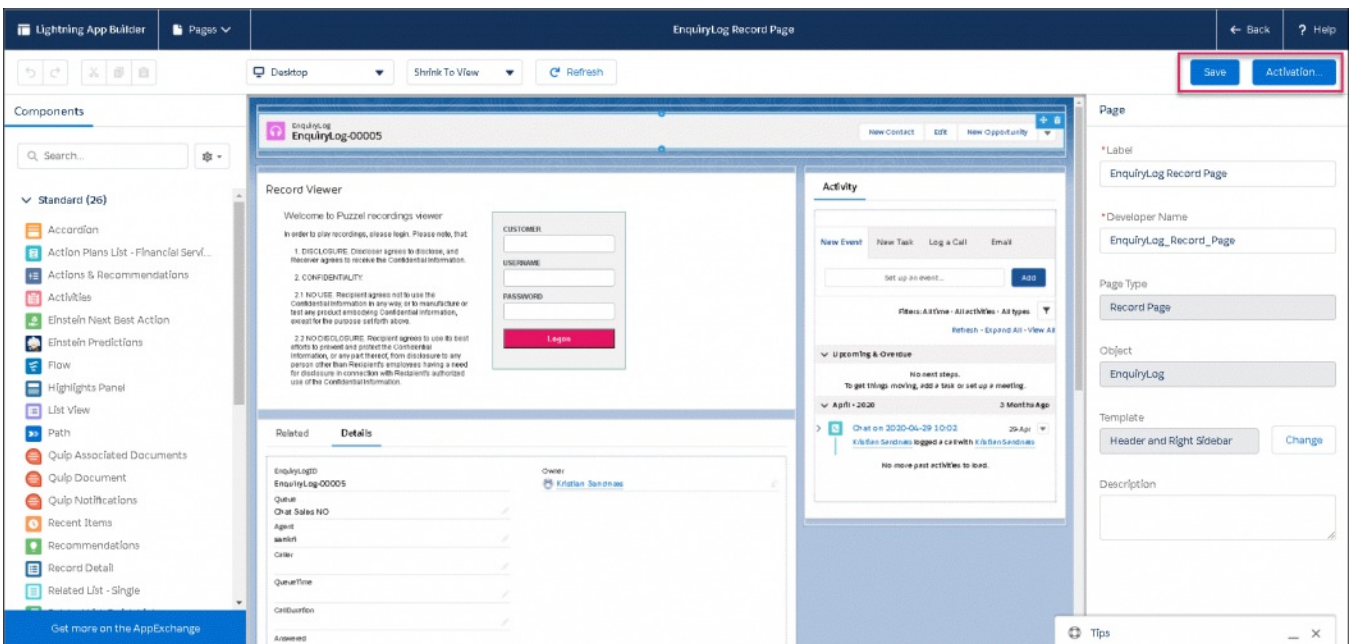 Lightning App Builder
Pages
EnquiryLog Record Page
Back
? Help
Desktop
Shrink To View
Refresh
Save
Activation...
Components
Search...
Standard (26)
Accordion
Action Plans List - Financial Servi...
Actions & Recommendations
Activities
Einstein Next Best Action
Einstein Predictions
Flow
Highlights Panel
List View
Path
Quip Associated Documents
Quip Document
Quip Notifications
Recent Items
Recommendations
Record Detail
Related List - Single
Get more on the AppExchange
EnquiryLog
EnquiryLog-00005
New Contact
Edit
New Opportunity
Record Viewer
Welcome to Puzzel recordings viewer
In order to play recordings, please login. Please note, that:
1. DISCLOSURE. Discloser agrees to disclose, and
Receiver agrees to receive the Confidential Information.
2. CONFIDENTIALITY.
2.1 NO USE. Recipient agrees not to use the
Confidential Information in any way, or to manufacture or
test any product embodying Confidential Information,
except for the purpose set forth above.
2.2 NO DISCLOSURE. Recipient agrees to use its best
efforts to prevent and protect the Confidential
Information, or any part thereof, from disclosure to any
person other than Recipient's employees having a need
for disclosure in connection with Recipient's authorized
use of the Confidential Information.
CUSTOMER
USERNAME
PASSWORD
Logon
Related
Details
EnquiryLogID
EnquiryLog-00005
Queue
Chat Sales NO
Agent
sankri
Caller
QueueTime
CallDuration
Answered
Owner
Kristian Sandnæs
Activity
New Event
New Task
Log a Call
Email
Set up an event...
Add
Filters: All time • All activities • All types
Refresh • Expand All • View All
Upcoming & Overdue
No next steps.
To get things moving, add a task or set up a meeting.
April • 2020
3 Months Ago
Chat on 2020-04-29 10:02
29-Apr
Kristian Sandnæs logged a call with Kristian Sandnæs
No more past activities to load.
Page
*Label
EnquiryLog Record Page
*Developer Name
EnquiryLog_Record_Page
Page Type
Record Page
Object
EnquiryLog
Template
Header and Right Sidebar
Change
Description
Tips